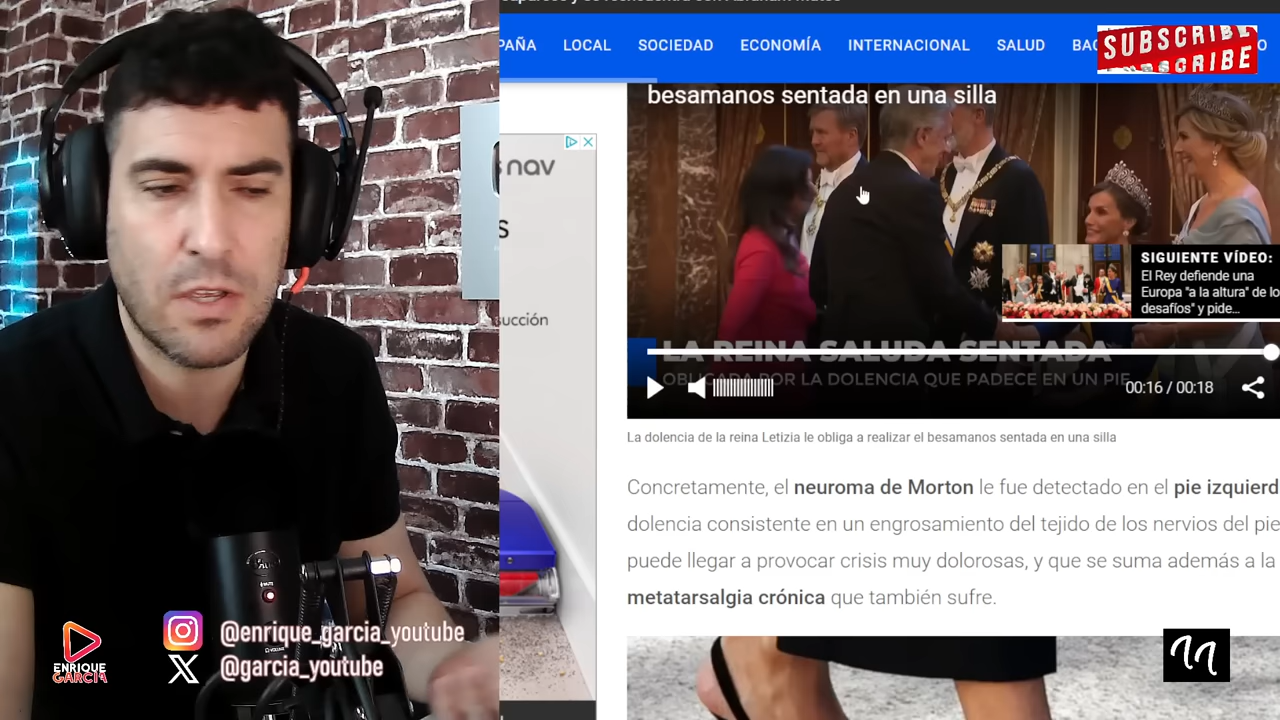 PAÑA LOCAL SOCIEDAD ECONOMÍA INTERNACIONAL SALUD
SUBSCRIBE
besamanos sentada en una silla
nav
S
SIGUIENTE VÍDEO:
El Rey defiende una
Europa "a la altura" de lo
desafíos" y pide...
succión
LA REINA SALUDA SENTADA
OBLIGADA POR LA DOLENCIA QUE PADECE EN UN PIE
00:16 / 00:18
La dolencia de la reina Letizia le obliga a realizar el besamanos sentada en una silla
Concretamente, el neuroma de Morton le fue detectado en el pie izquierd
dolencia consistente en un engrosamiento del tejido de los nervios del pie
puede llegar a provocar crisis muy dolorosas, y que se suma además a la
metatarsalgia crónica que también sufre.
ENRIQUE
GARCIA
@enrique_garcia_youtube
@garcia_youtube